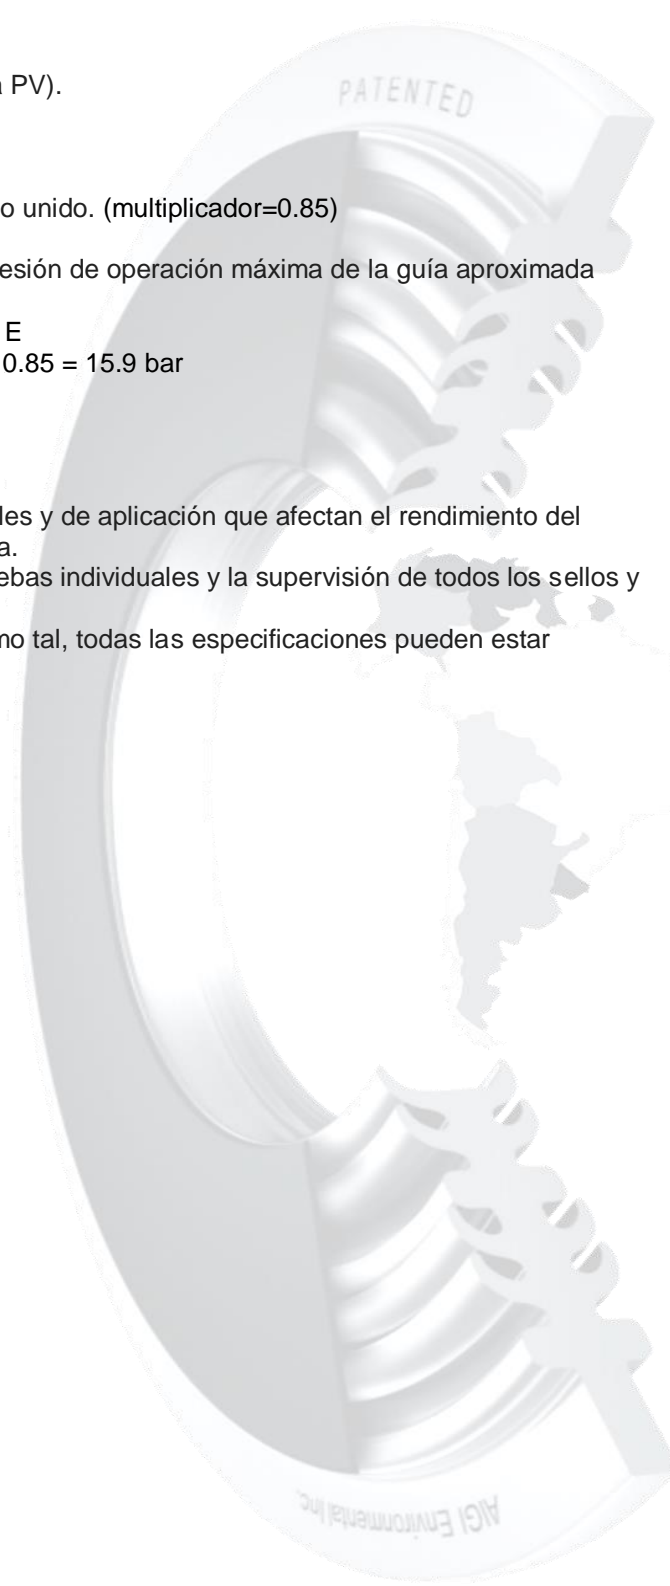 PATENTED
a PV).
o unido. (multiplicador=0.85)
esión de operación máxima de la guía aproximada
E
0.85 = 15.9 bar
les y de aplicación que afectan el rendimiento del
a.
ebas individuales y la supervisión de todos los sellos y
mo tal, todas las especificaciones pueden estar
AIGI Environmental Inc.